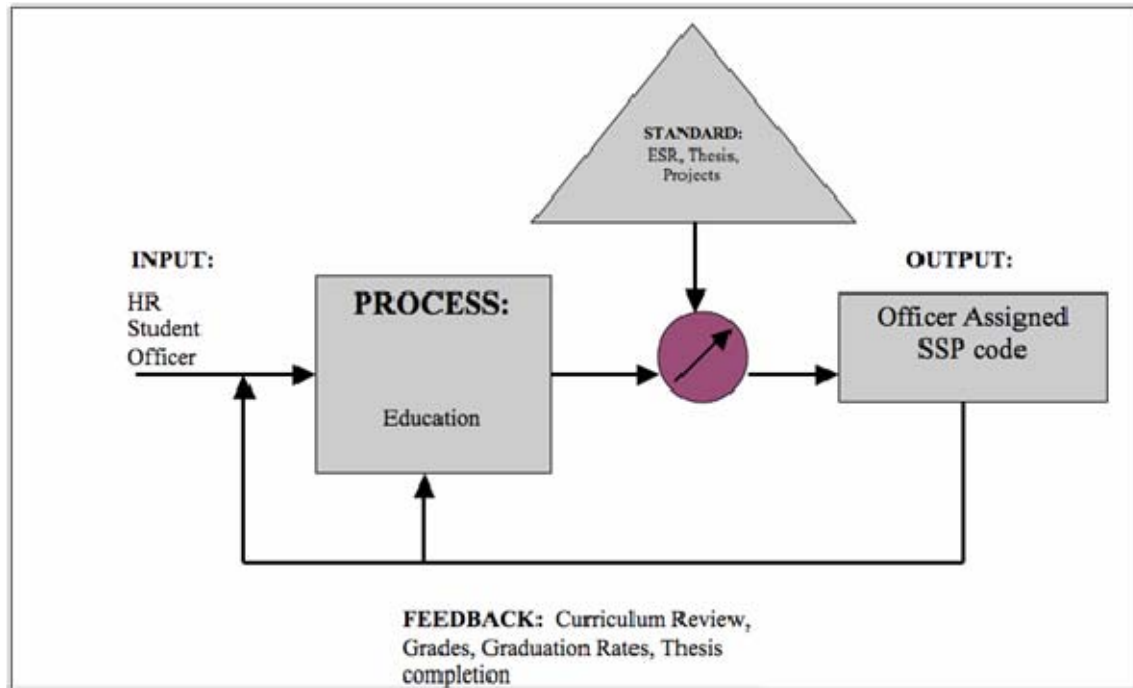 STANDARD:
ESR, Thesis,
Projects
INPUT:
HR
Student
Officer
PROCESS:
Education
OUTPUT:
Officer Assigned
SSP code
FEEDBACK: Curriculum Review,
Grades, Graduation Rates, Thesis
completion